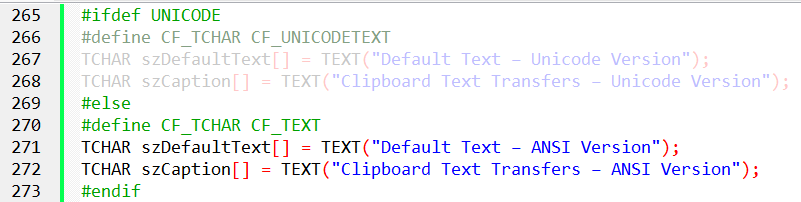 265 #ifdef UNICODE
266 #define CF_TCHAR CF_UNICODETEXT
267 TCHAR szDefaultText[] = TEXT("Default Text – Unicode Version");
268 TCHAR szCaption[] = TEXT("Clipboard Text Transfers – Unicode Version");
269 #else
270 #define CF_TCHAR CF_TEXT
271 TCHAR szDefaultText[] = TEXT("Default Text – ANSI Version");
272 TCHAR szCaption[] = TEXT("Clipboard Text Transfers – ANSI Version");
273 #endif